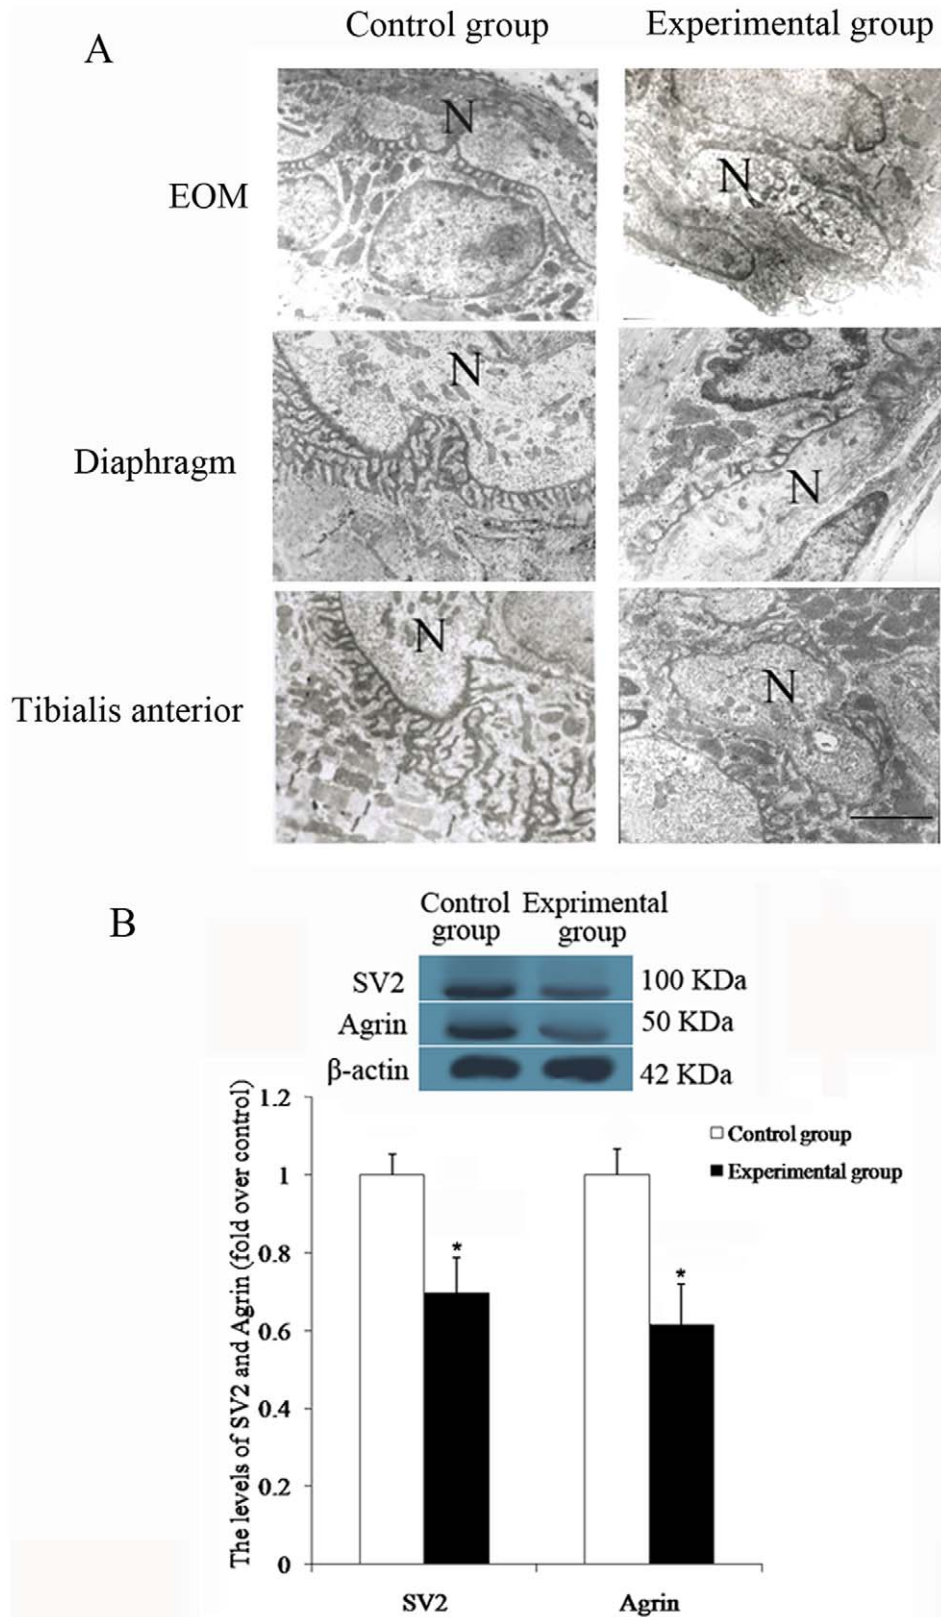 Control group Experimental group
A
N N
EOM
N N
Diaphragm
N N
Tibialis anterior
B
Control Exprimental
group group
SV2 100 KDa
Agrin 50 KDa
β-actin 42 KDa
The levels of SV2 and Agrin (fold over control)
1.2
1
0.8
0.6
0.4
0.2
0
Control group
Experimental group
* *
SV2 Agrin